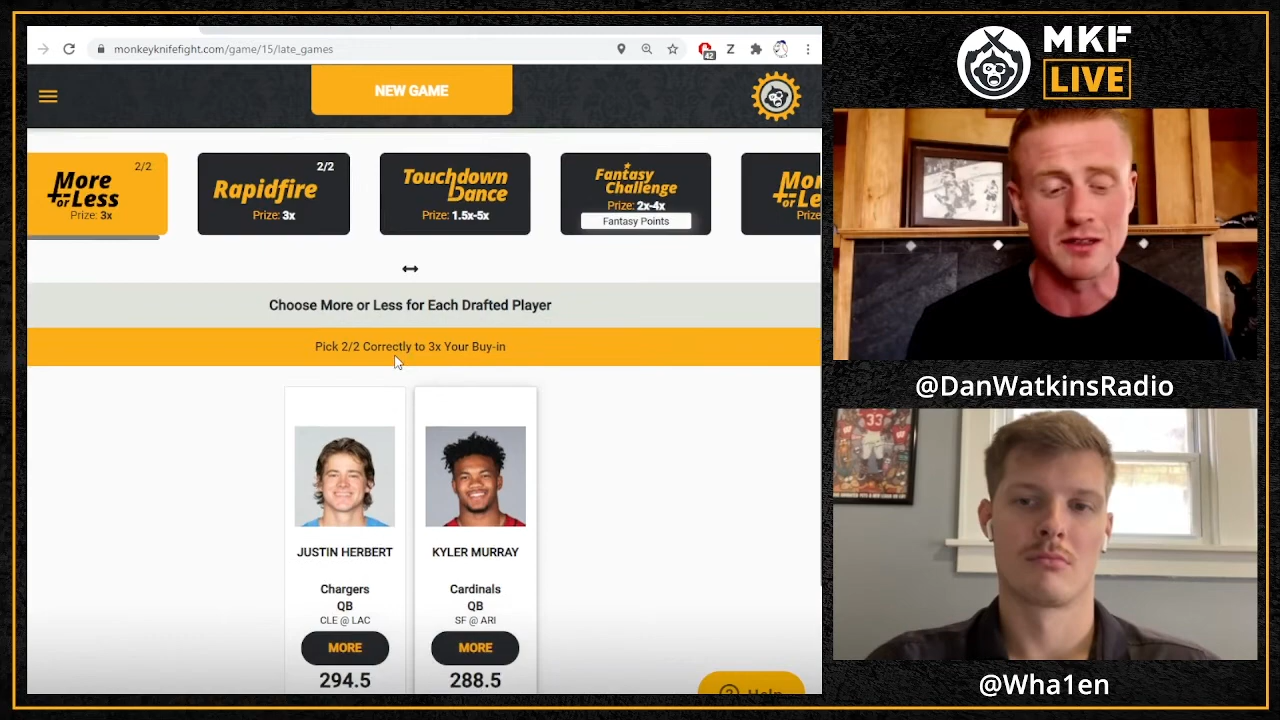 monkeyknifefight.com/game/15/late_games
42
Z
NEW GAME
2/2
More
or Less
Prize: 3x
2/2
Rapidfire
Prize: 3x
Touchdown
Dance
Prize: 1.5x-5x
Fantasy
Challenge
Prize: 2x-4x
Fantasy Points
Choose More or Less for Each Drafted Player
Pick 2/2 Correctly to 3x Your Buy-in
JUSTIN HERBERT
Chargers
QB
CLE @ LAC
MORE
294.5
KYLER MURRAY
Cardinals
QB
SF @ ARI
MORE
288.5
Help
MKF
LIVE
@DanWatkinsRadio
33
@Wha1en